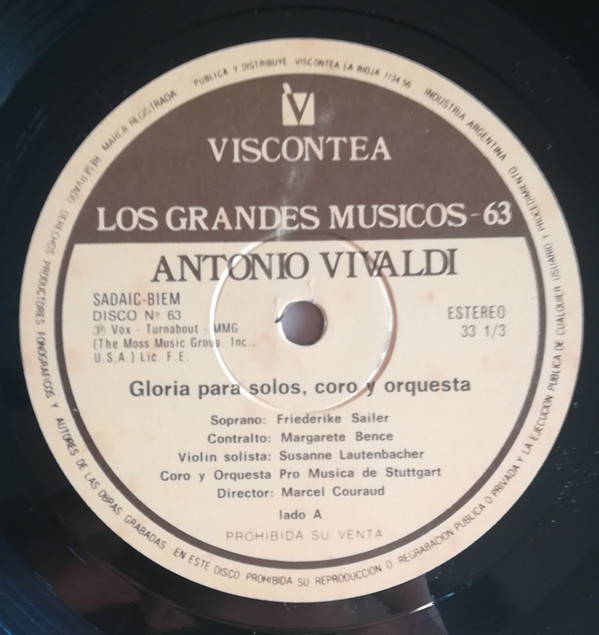 PUBLICA Y DISTRIBUYE VISCONTEA LA RIOJA 1134 56
INDUSTRIA ARGENTINA
VISCONTEA
LOS GRANDES MUSICOS-63
ANTONIO VIVALDI
SADAIC-BIEM
DISCO Nº 63
℗ Vox - Turnabout - MMG
(The Moss Music Group, Inc.,
U.S.A.) Lic. F.E.
ESTEREO
33 1/3
Gloria para solos, coro y orquesta
Soprano: Friederike Sailer
Contralto: Margarete Bence
Violín solista: Susanne Lautenbacher
Coro y Orquesta Pro Musica de Stuttgart
Director: Marcel Couraud
lado A
PROHIBIDA SU VENTA
MARCA REGISTRADA
RESERVADO DERECHOS PRODUCTORES FONOGRAFICOS Y AUTORES DE LAS OBRAS GRABADAS EN ESTE DISCO PROHIBIDA SU REPRODUCCION O REGRABACION PUBLICA O PRIVADA Y LA EJECUCION PUBLICA DE CUALQUIER USUARIO Y PROCEDIMIENTO